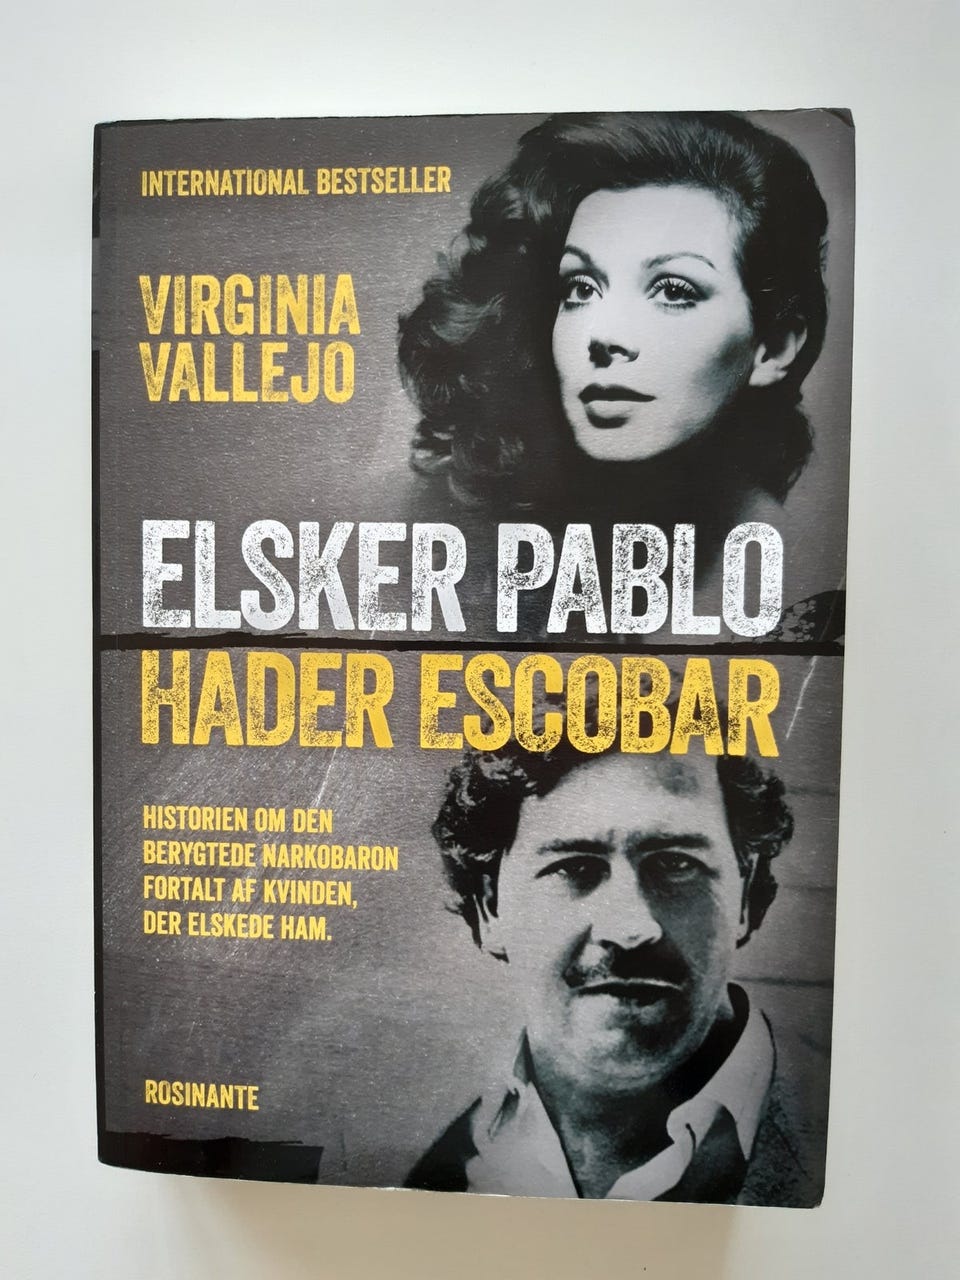 INTERNATIONAL BESTSELLER
VIRGINIA
VALLEJO
ELSKER PABLO
HADER ESCOBAR
HISTORIEN OM DEN
BERYGTEDE NARKOBARON
FORTALT AF KVINDEN,
DER ELSKEDE HAM.
ROSINANTE